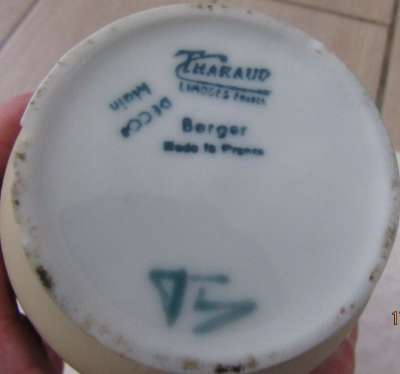 THARAUD
LIMOGES FRANCE
DECOR
Main
Berger
Made in France